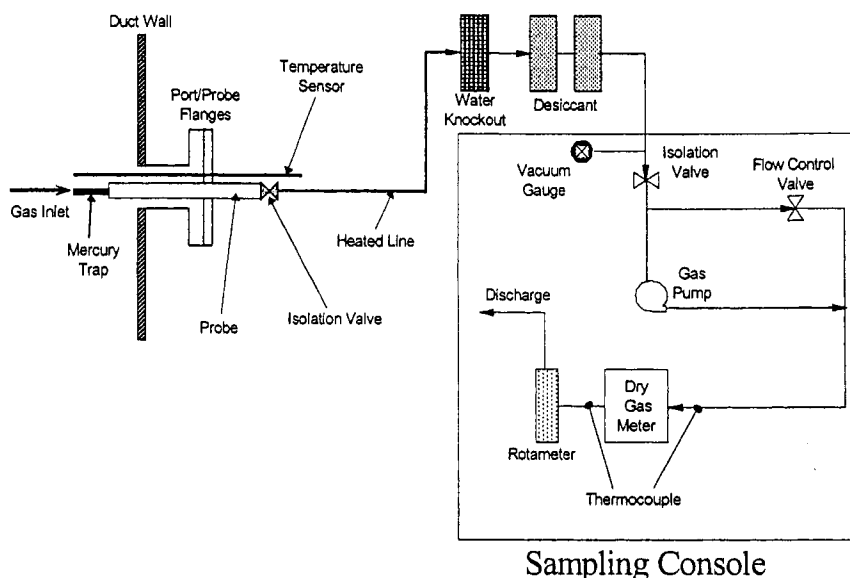 Duct Wall
Port/Probe
Flanges
Temperature
Sensor
Water
Knockout
Desiccant
Gas Inlet
Mercury
Trap
Probe
Isolation Valve
Heated Line
Vacuum
Gauge
Isolation
Valve
Flow Control
Valve
Gas
Pump
Discharge
Dry
Gas
Meter
Rotameter
Thermocouple
Sampling Console